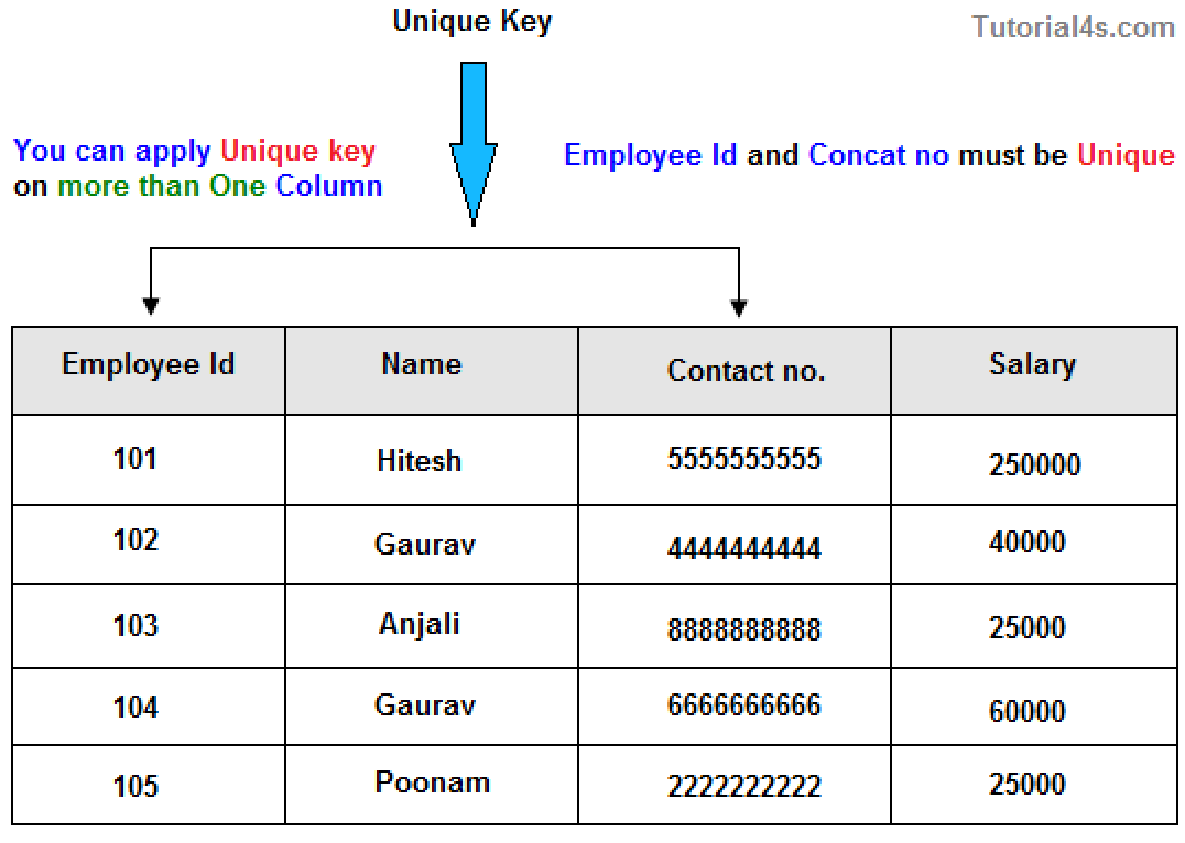 Unique Key
Tutorial4s.com
You can apply Unique key
on more than One Column
Employee Id and Concat no must be Unique
Employee Id Name Contact no. Salary
101 Hitesh 5555555555 250000
102 Gaurav 4444444444 40000
103 Anjali 8888888888 25000
104 Gaurav 6666666666 60000
105 Poonam 2222222222 25000